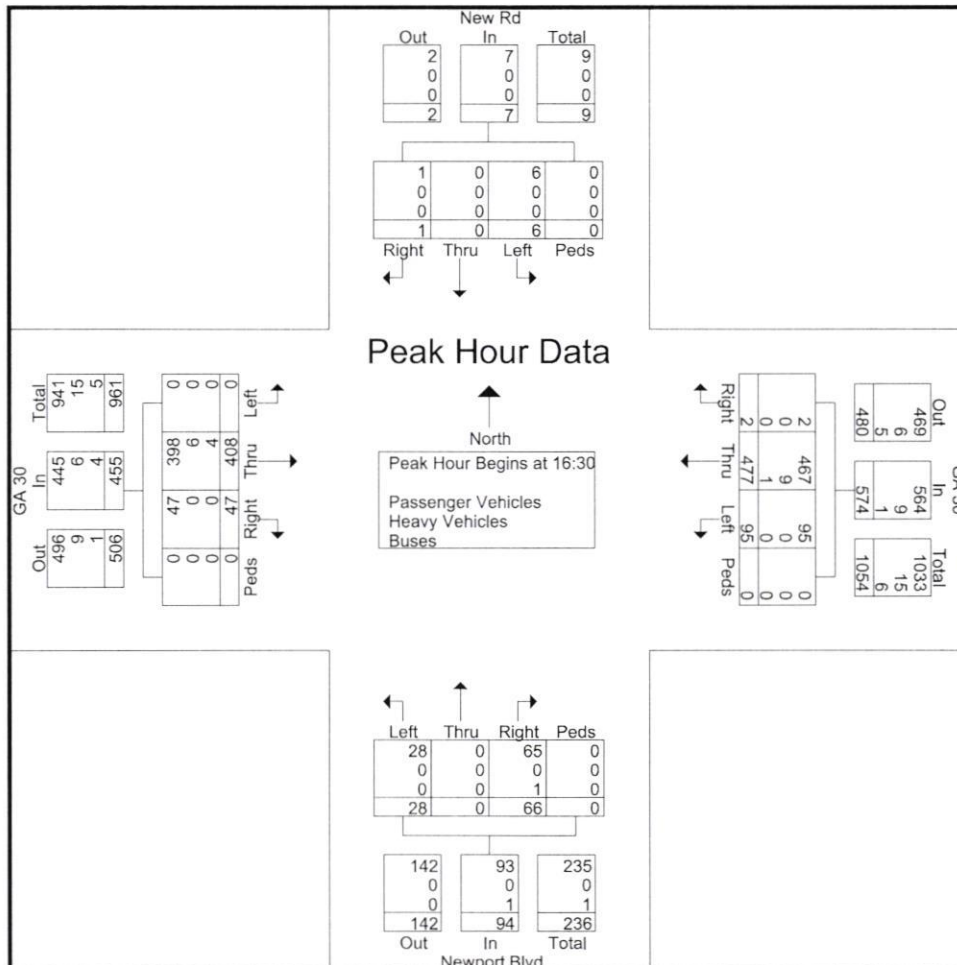 New Rd
Out In Total
2 7 9
0 0 0
0 0 0
2 7 9
1 0 6 0
0 0 0 0
0 0 0 0
1 0 6 0
Right Thru Left Peds
Peak Hour Data
North
Peak Hour Begins at 16:30
Passenger Vehicles
Heavy Vehicles
Buses
GA 30
Total In Out
941 445 496
15 6 9
5 4 1
961 455 506
0 398 47 0
0 6 0 0
0 4 0 0
0 408 47 0
Left Thru Right Peds
Right Thru Left Peds
2 477 95 0
0 1 0 0
0 9 0 0
2 467 95 0
480 574 1054
5 1 6
6 9 15
469 564 1033
Out In Total
Left Thru Right Peds
28 0 65 0
0 0 0 0
0 0 1 0
28 0 66 0
142 93 235
0 0 0
0 1 1
142 94 236
Out In Total
Newport Blvd